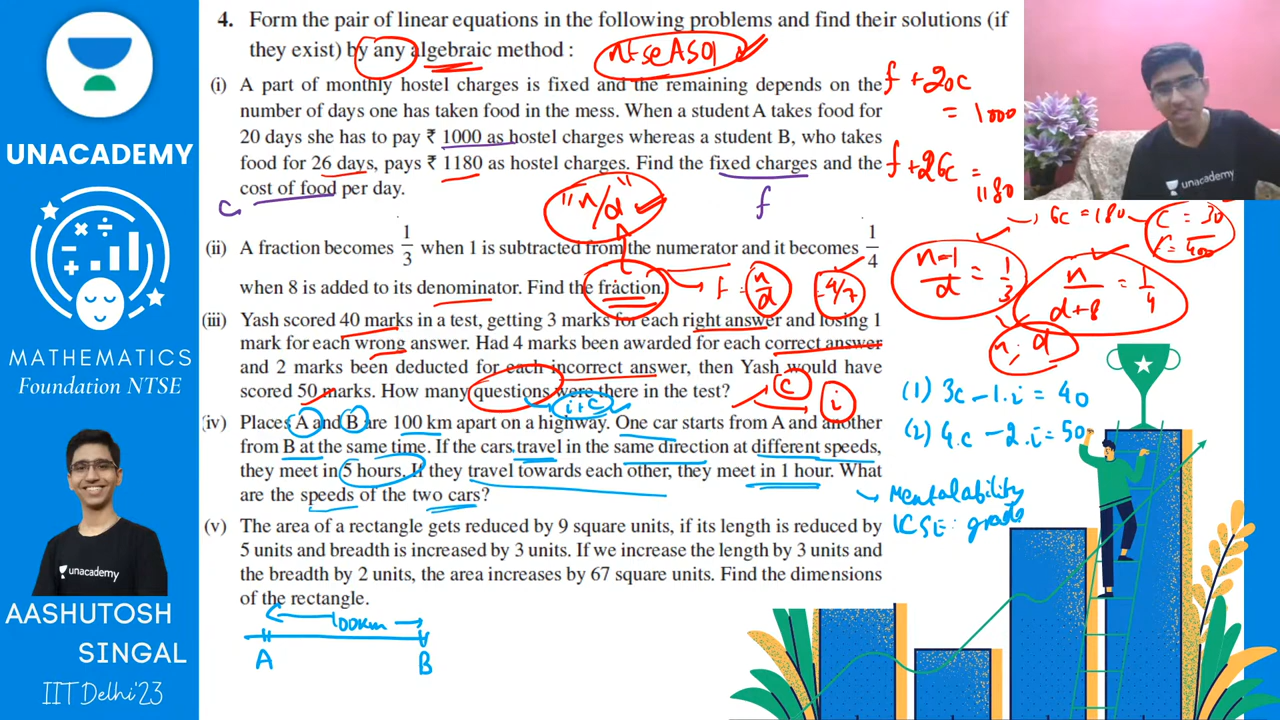 4. Form the pair of linear equations in the following problems and find their solutions (if
they exist) by any algebraic method :
ntse ASQ1
(i) A part of monthly hostel charges is fixed and the remaining depends on the
number of days one has taken food in the mess. When a student A takes food for
20 days she has to pay ₹ 1000 as hostel charges whereas a student B, who takes
food for 26 days, pays ₹ 1180 as hostel charges. Find the fixed charges and the
cost of food per day.
c
f
"n/d"
f + 20c
= 1000
f + 26c =
1180
6c = 180
c = 30
F = 400
(ii) A fraction becomes 1/3 when 1 is subtracted from the numerator and it becomes 1/4
when 8 is added to its denominator. Find the fraction.
f = n/d
n-1/d = 1/3
n/d+8 = 1/4
n, d
(iii) Yash scored 40 marks in a test, getting 3 marks for each right answer and losing 1
mark for each wrong answer. Had 4 marks been awarded for each correct answer
and 2 marks been deducted for each incorrect answer, then Yash would have
scored 50 marks. How many questions were there in the test?
i + c
c
i
(1) 3c - 1.i = 40
(2) 4.c - 2.i = 50
(iv) Places A and B are 100 km apart on a highway. One car starts from A and another
from B at the same time. If the cars travel in the same direction at different speeds,
they meet in 5 hours. If they travel towards each other, they meet in 1 hour. What
are the speeds of the two cars?
Mental ability
ICSE: grade
(v) The area of a rectangle gets reduced by 9 square units, if its length is reduced by
5 units and breadth is increased by 3 units. If we increase the length by 3 units and
the breadth by 2 units, the area increases by 67 square units. Find the dimensions
of the rectangle.
100km
A B
UNACADEMY
MATHEMATICS
Foundation NTSE
unacademy
AASHUTOSH
SINGAL
IIT Delhi'23
unacademy